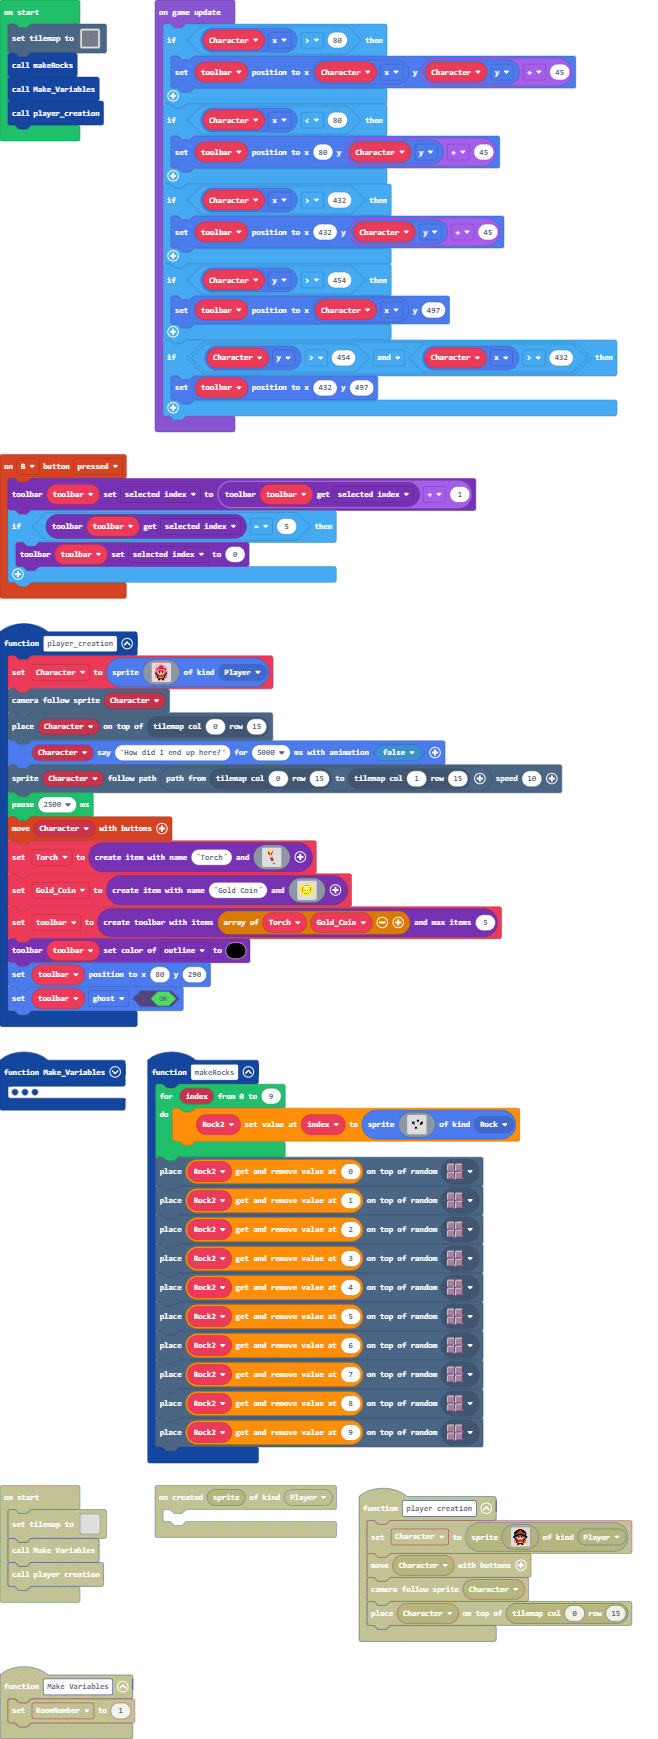 on start
set tilemap to
call makeRocks
call Make_Variables
call player_creation
on game update
if Character x > 80 then
set toolbar position to x Character x y Character y + 45
if Character x < 80 then
set toolbar position to x 80 y Character y + 45
if Character x > 432 then
set toolbar position to x 432 y Character y + 45
if Character y > 454 then
set toolbar position to x Character x y 497
if Character y > 454 and Character x > 432 then
set toolbar position to x 432 y 497
on B button pressed
toolbar toolbar set selected index to toolbar toolbar get selected index + 1
if toolbar toolbar get selected index = 5 then
toolbar toolbar set selected index to 0
function player_creation
set Character to sprite of kind Player
camera follow sprite Character
place Character on top of tilemap col 0 row 15
Character say "How did I end up here?" for 5000 ms with animation false
sprite Character follow path path from tilemap col 0 row 15 to tilemap col 1 row 15 speed 10
pause 2500 ms
move Character with buttons
set Torch to create item with name "Torch" and
set Gold_Coin to create item with name "Gold Coin" and
set toolbar to create toolbar with items array of Torch Gold_Coin and max items 5
toolbar toolbar set color of outline to
set toolbar position to x 80 y 290
set toolbar ghost ON
function Make_Variables
function makeRocks
for index from 0 to 9
do Rock2 set value at index to sprite of kind Rock
place Rock2 get and remove value at 0 on top of random
place Rock2 get and remove value at 1 on top of random
place Rock2 get and remove value at 2 on top of random
place Rock2 get and remove value at 3 on top of random
place Rock2 get and remove value at 4 on top of random
place Rock2 get and remove value at 5 on top of random
place Rock2 get and remove value at 6 on top of random
place Rock2 get and remove value at 7 on top of random
place Rock2 get and remove value at 8 on top of random
place Rock2 get and remove value at 9 on top of random
on start
set tilemap to
call Make Variables
call player creation
on created sprite of kind Player
function player creation
set Character to sprite of kind Player
move Character with buttons
camera follow sprite Character
place Character on top of tilemap col 0 row 15
function Make Variables
set RoomNumber to 1